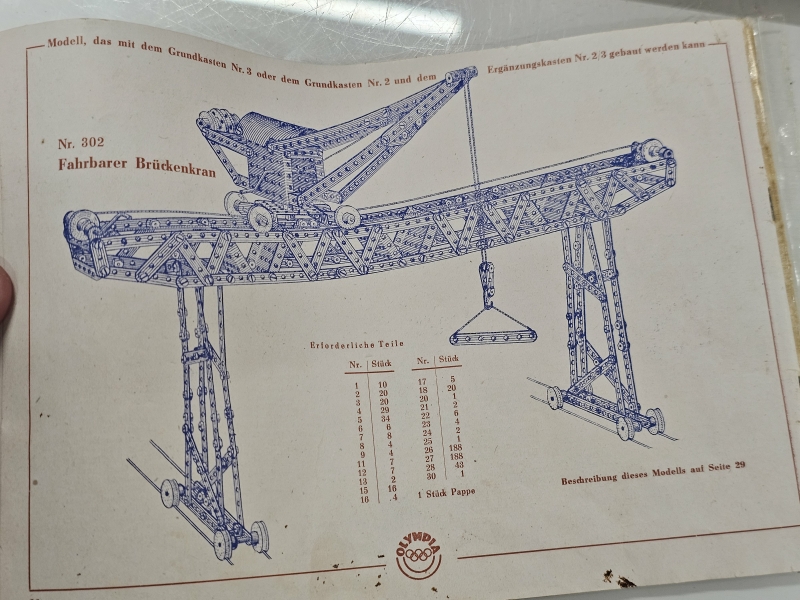 Modell, das mit dem Grundkasten Nr. 3 oder dem Grundkasten Nr. 2 und dem Ergänzungskasten Nr. 2/3 gebaut werden kann
Nr. 302
Fahrbarer Brückenkran
Erforderliche Teile
Nr. Stück
1 10
2 20
3 20
4 29
5 34
6 6
7 8
8 4
9 4
11 7
12 7
13 2
15 16
16 4
Nr. Stück
17 5
18 20
20 1
21 2
22 6
23 4
24 2
25 1
26 188
27 188
28 43
30 1
1 Stück Pappe
Beschreibung dieses Modells auf Seite 29
OLYMPIA